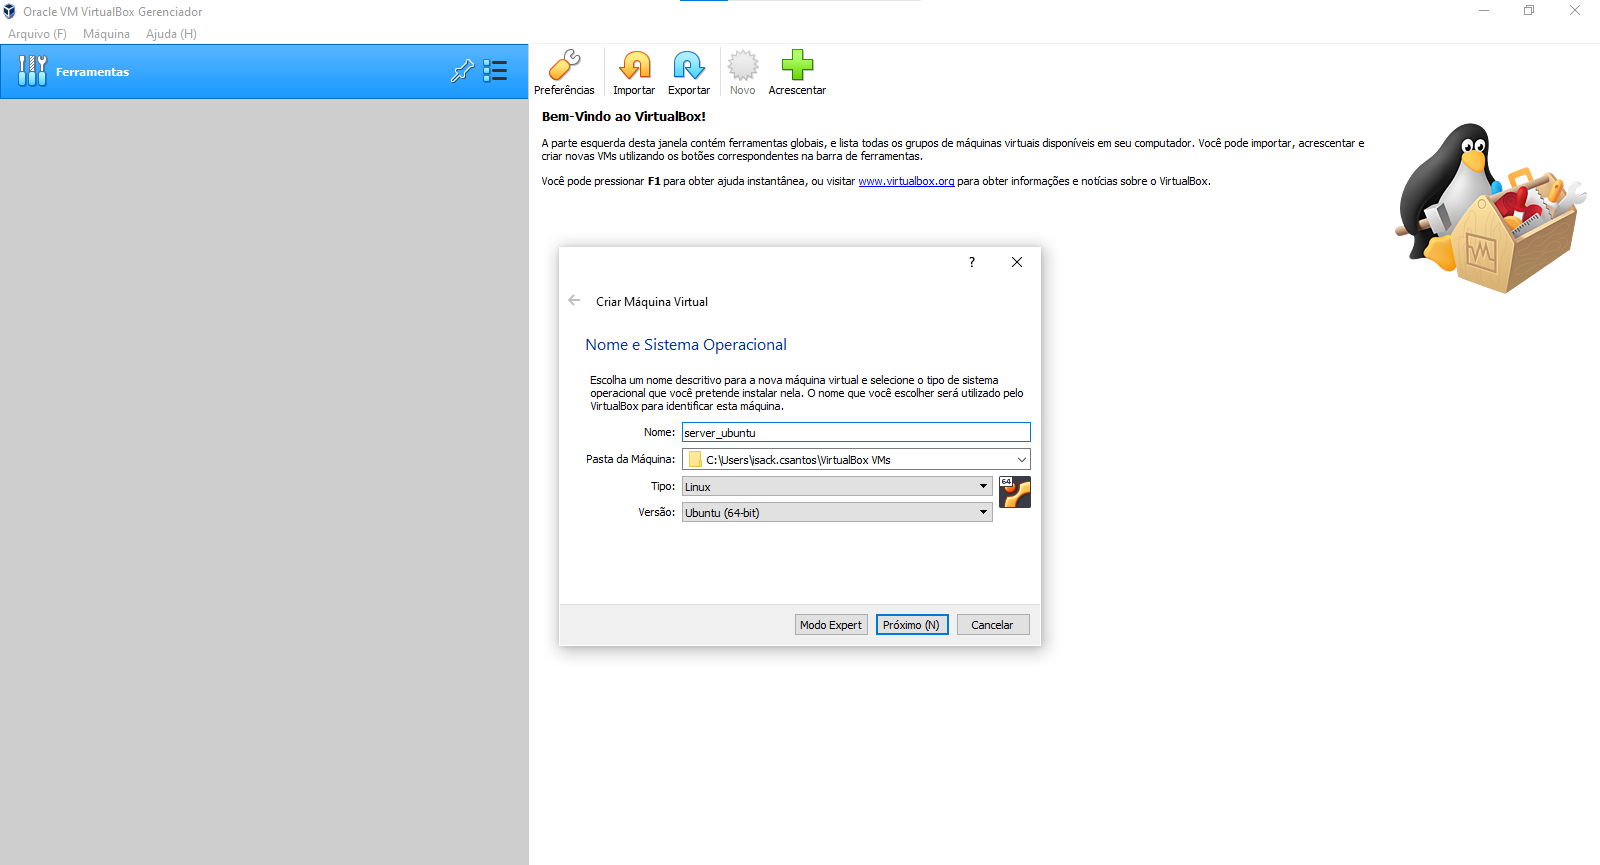 Oracle VM VirtualBox Gerenciador
Arquivo (F) Máquina Ajuda (H)
Ferramentas
Preferências Importar Exportar Novo Acrescentar
Bem-Vindo ao VirtualBox!
A parte esquerda desta janela contém ferramentas globais, e lista todas os grupos de máquinas virtuais disponíveis em seu computador. Você pode importar, acrescentar e
criar novas VMs utilizando os botões correspondentes na barra de ferramentas.
Você pode pressionar F1 para obter ajuda instantânea, ou visitar www.virtualbox.org para obter informações e notícias sobre o VirtualBox.
?
Criar Máquina Virtual
Nome e Sistema Operacional
Escolha um nome descritivo para a nova máquina virtual e selecione o tipo de sistema
operacional que você pretende instalar nela. O nome que você escolher será utilizado pelo
VirtualBox para identificar esta máquina.
Nome: server_ubuntu
Pasta da Máquina: C:\Users\isack.csantos\VirtualBox VMs
Tipo: Linux
64
Versão: Ubuntu (64-bit)
Modo Expert Próximo (N) Cancelar